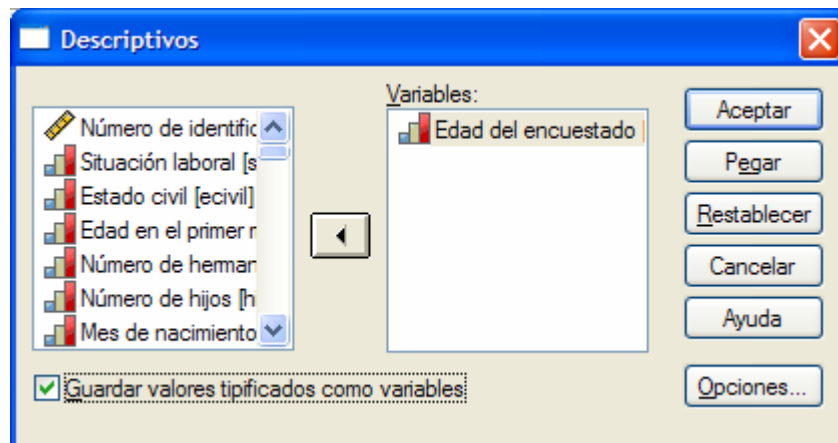 Descriptivos
Número de identific
Situación laboral [s
Estado civil [ecivil]
Edad en el primer r
Número de herman
Número de hijos [h
Mes de nacimiento
Variables:
Edad del encuestado [
Aceptar
Pegar
Restablecer
Cancelar
Ayuda
Guardar valores tipificados como variables
Opciones...